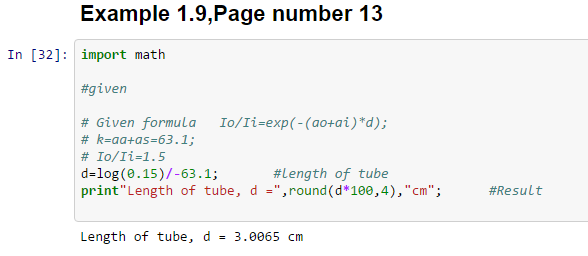 Example 1.9,Page number 13
In [32]: import math
#given
# Given formula   Io/Ii=exp(-(ao+ai)*d);
# k=aa+as=63.1;
# Io/Ii=1.5
d=log(0.15)/-63.1;       #length of tube
print"Length of tube, d =",round(d*100,4),"cm";      #Result
Length of tube, d = 3.0065 cm